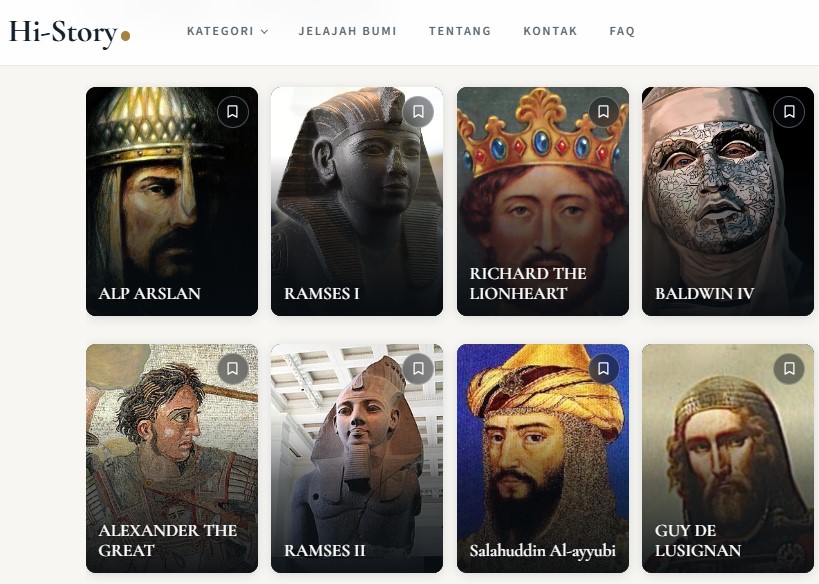 Hi-Story
KATEGORI
JELAJAH BUMI
TENTANG
KONTAK
FAQ
ALP ARSLAN
RAMSES I
RICHARD THE
LIONHEART
BALDWIN IV
ALEXANDER THE
GREAT
RAMSES II
Salahuddin Al-ayyubi
GUY DE
LUSIGNAN